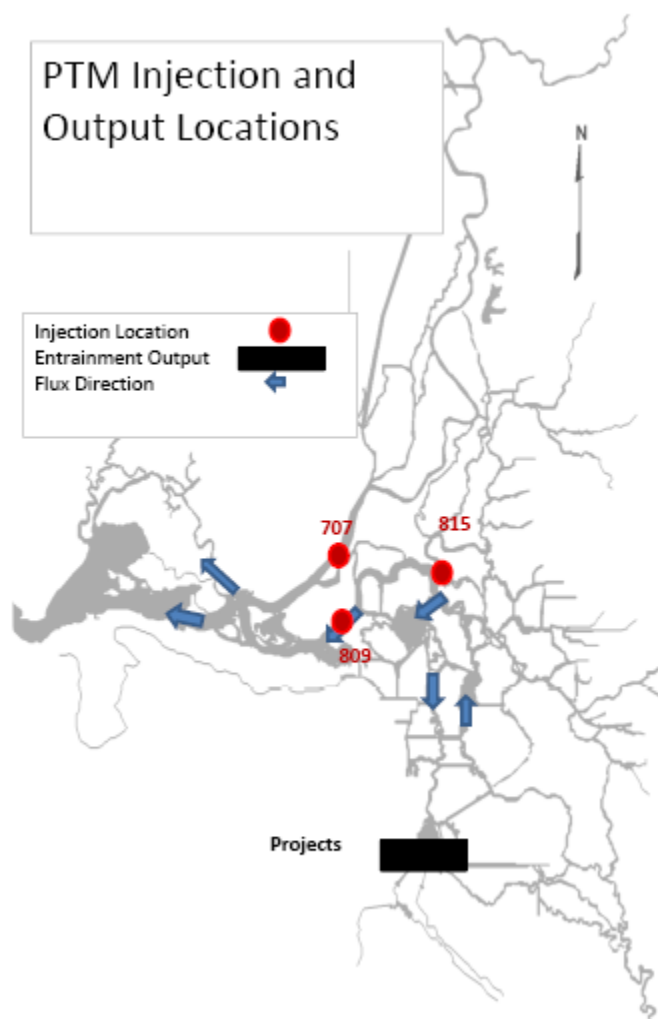 PTM Injection and
Output Locations
N
Injection Location
Entrainment Output
Flux Direction
707
815
809
Projects